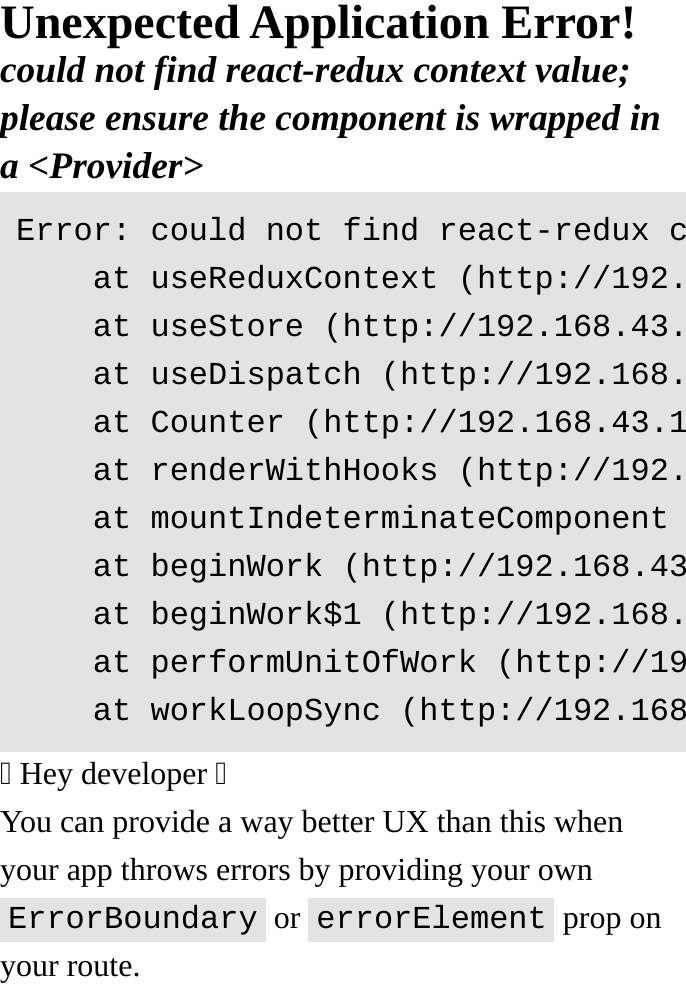 Unexpected Application Error!
could not find react-redux context value;
please ensure the component is wrapped in
a <Provider>
Error: could not find react-redux c
at useReduxContext (http://192.
at useStore (http://192.168.43.
at useDispatch (http://192.168.
at Counter (http://192.168.43.1
at renderWithHooks (http://192.
at mountIndeterminateComponent
at beginWork (http://192.168.43
at beginWork$1 (http://192.168.
at performUnitOfWork (http://19
at workLoopSync (http://192.168
Hey developer
You can provide a way better UX than this when
your app throws errors by providing your own
ErrorBoundary or errorElement prop on
your route.